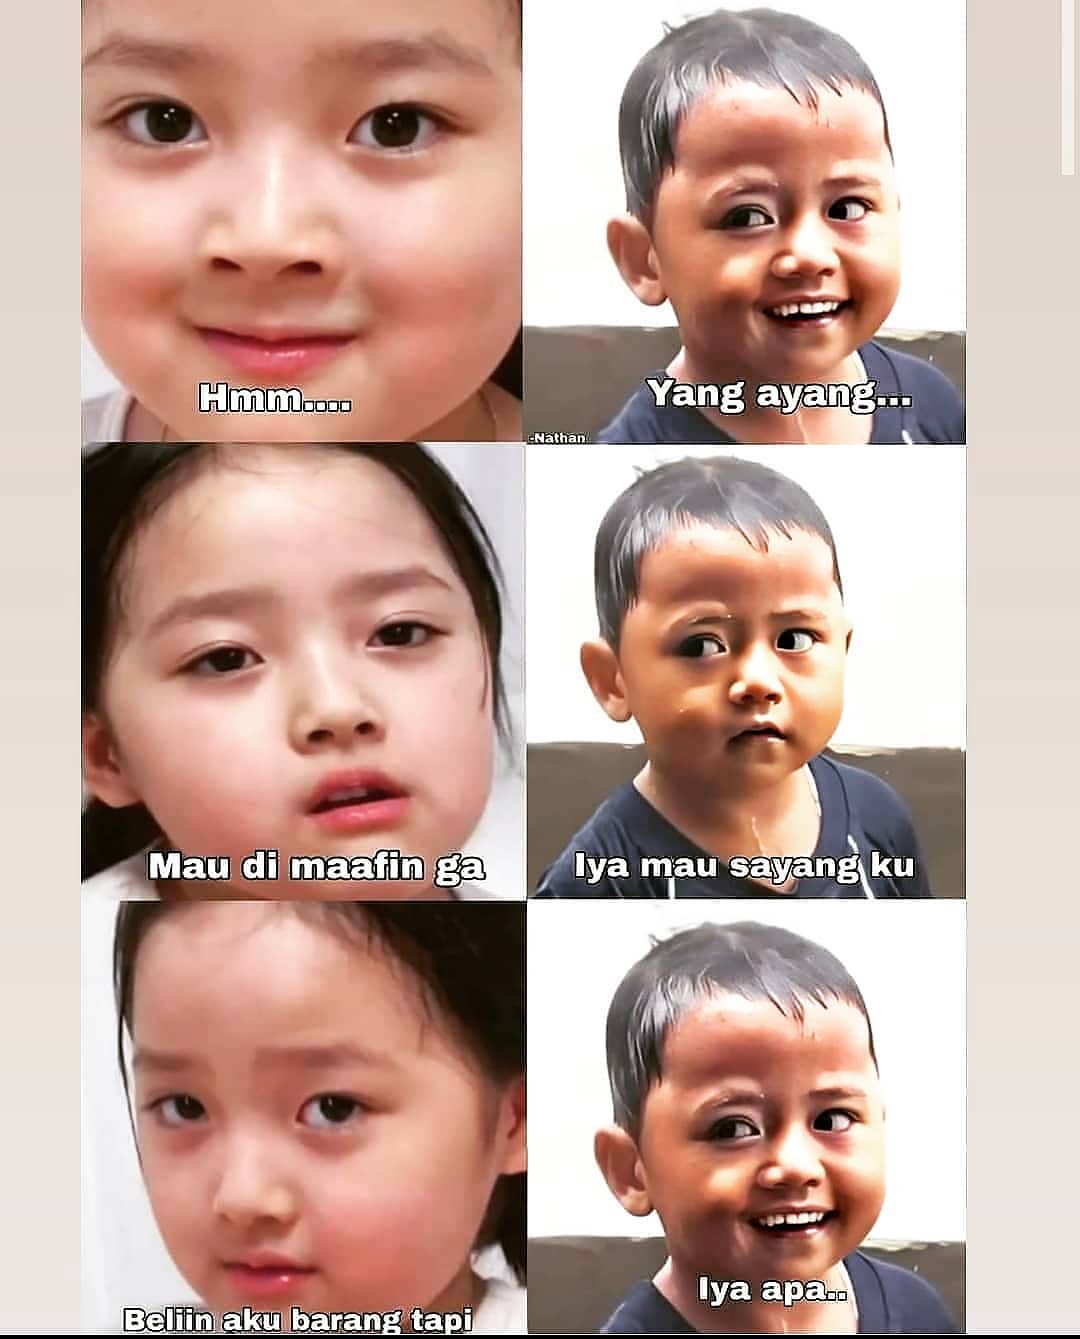 Hmm....
Yang ayang...
-Nathan
Mau di maafin ga
Iya mau sayang ku
Beliin aku barang tapi
Iya apa..